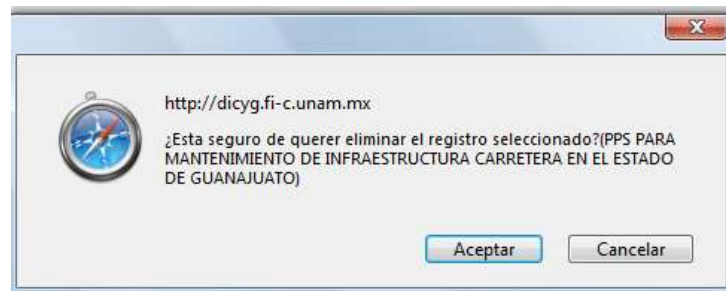 http://dicyg.fi-c.unam.mx
¿Esta seguro de querer eliminar el registro seleccionado?(PPS PARA
MANTENIMIENTO DE INFRAESTRUCTURA CARRETERA EN EL ESTADO
DE GUANAJUATO)
Aceptar
Cancelar